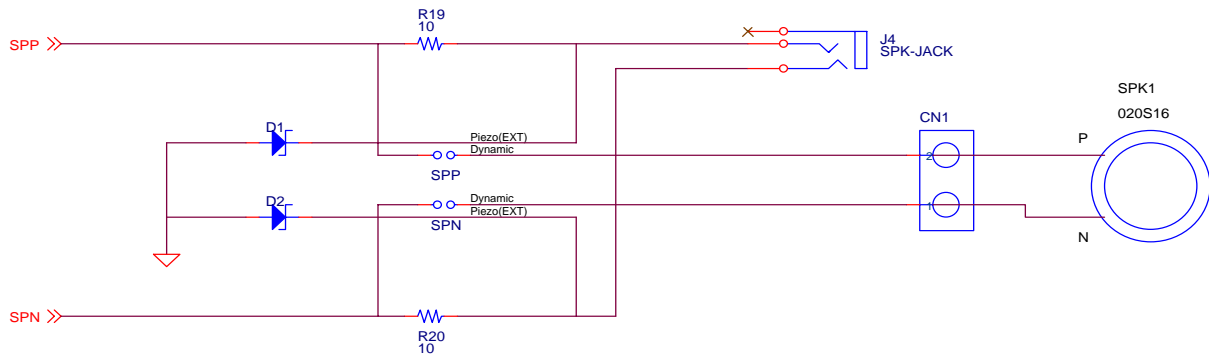 R19
10
SPP
J4
SPK-JACK
SPK1
020S16
CN1
D1
Piezo(EXT)
Dynamic
2
P
SPP
D2
Dynamic
Piezo(EXT)
1
SPN
N
SPN
R20
10